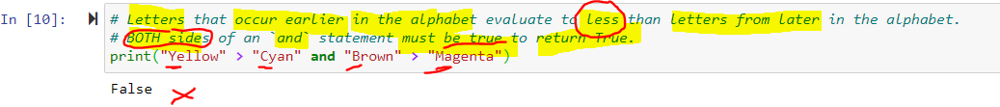 In [10]: # Letters that occur earlier in the alphabet evaluate to less than letters from later in the alphabet.
# BOTH sides of an `and` statement must be true to return True.
print("Yellow" > "Cyan" and "Brown" > "Magenta")
False